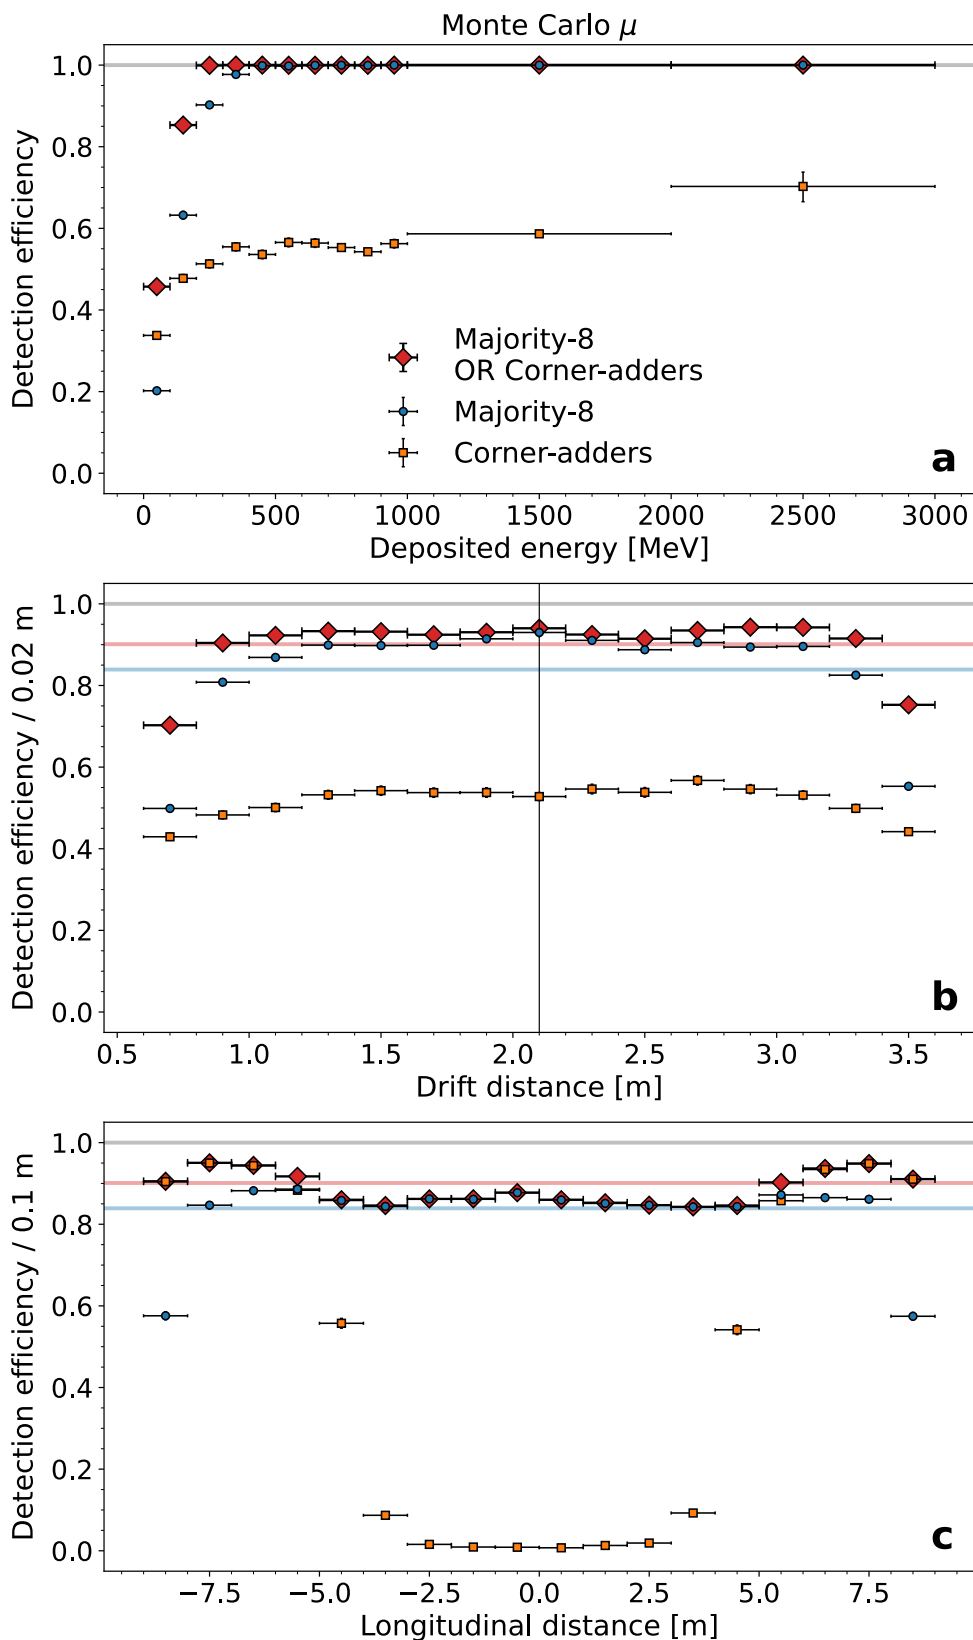 Monte Carlo μ
Detection efficiency
1.0
0.8
0.6
0.4
0.2
0.0
Majority-8
OR Corner-adders
Majority-8
Corner-adders
a
0 500 1000 1500 2000 2500 3000
Deposited energy [MeV]
Detection efficiency / 0.02 m
1.0
0.8
0.6
0.4
0.2
0.0
b
0.5 1.0 1.5 2.0 2.5 3.0 3.5
Drift distance [m]
Detection efficiency / 0.1 m
1.0
0.8
0.6
0.4
0.2
0.0
c
−7.5 −5.0 −2.5 0.0 2.5 5.0 7.5
Longitudinal distance [m]